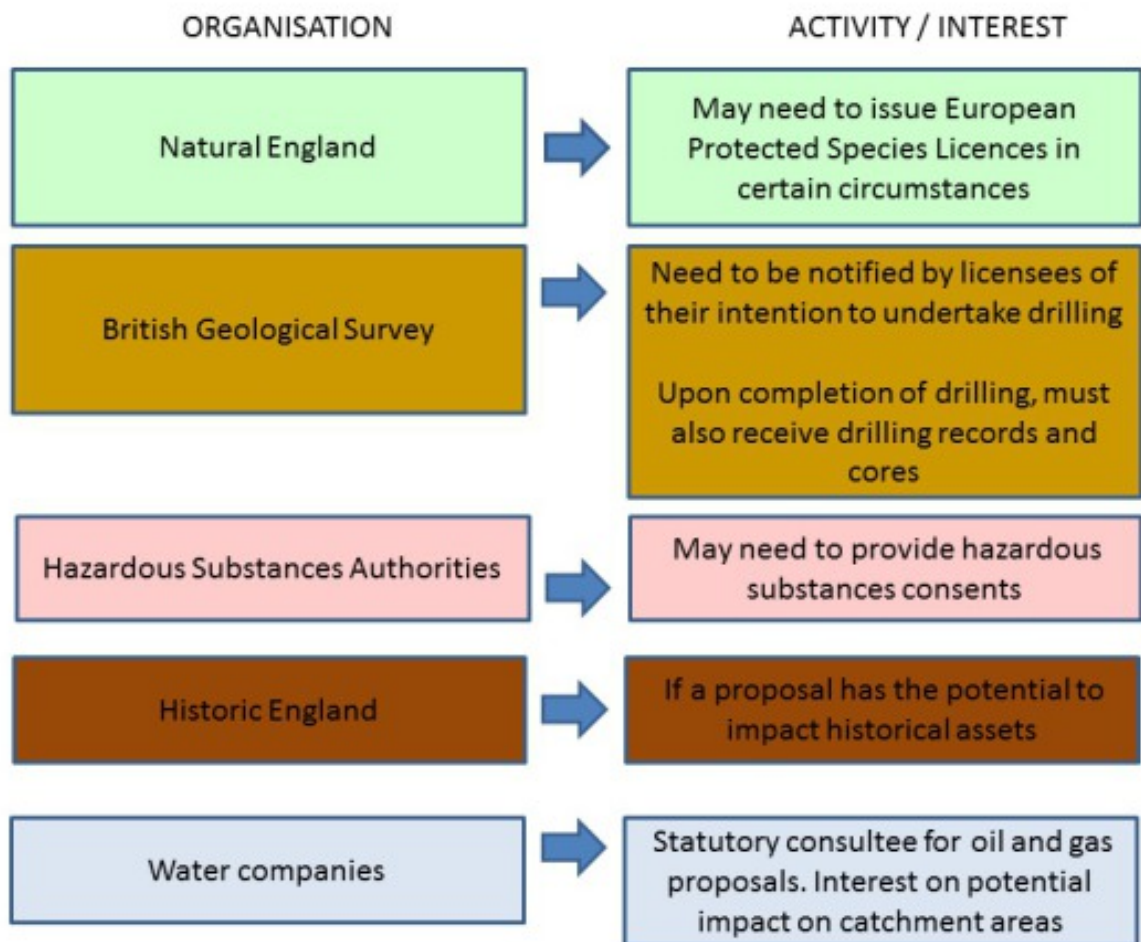 ORGANISATION
ACTIVITY / INTEREST
Natural England
May need to issue European
Protected Species Licences in
certain circumstances
British Geological Survey
Need to be notified by licensees of
their intention to undertake drilling
Upon completion of drilling, must
also receive drilling records and
cores
Hazardous Substances Authorities
May need to provide hazardous
substances consents
Historic England
If a proposal has the potential to
impact historical assets
Water companies
Statutory consultee for oil and gas
proposals. Interest on potential
impact on catchment areas